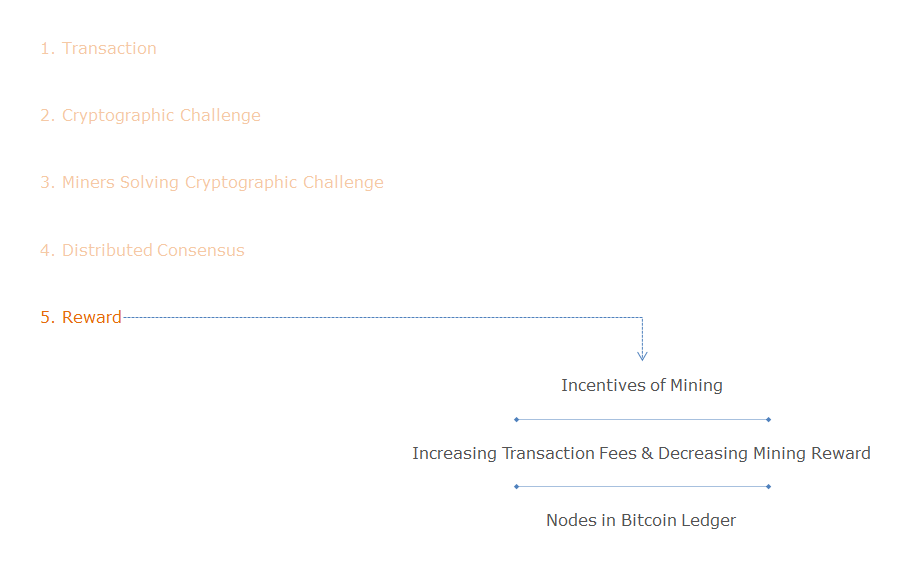 1. Transaction
2. Cryptographic Challenge
3. Miners Solving Cryptographic Challenge
4. Distributed Consensus
5. Reward
Incentives of Mining
Increasing Transaction Fees & Decreasing Mining Reward
Nodes in Bitcoin Ledger